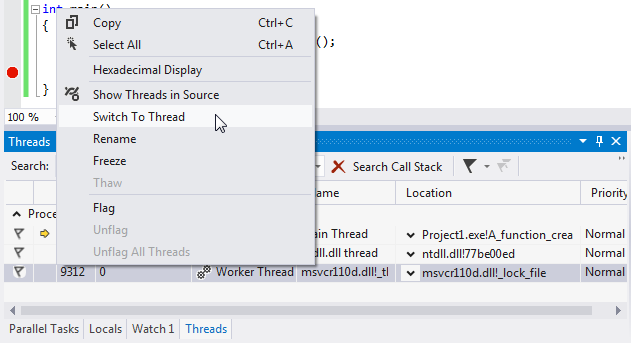 int main()
{
Copy Ctrl+C
Select All Ctrl+A
();
Hexadecimal Display
}
Show Threads in Source
100 %
Switch To Thread
Rename
Threads
Freeze
Search:
Search Call Stack
Thaw
ame Location Priority
Flag
Proce
Unflag
ain Thread Project1.exe!A_function_crea Normal
Unflag All Threads
dll.dll thread ntdll.dll!77be00ed Normal
9312 0 Worker Thread msvcr110d.dll!_tl msvcr110d.dll!_lock_file Normal
Parallel Tasks Locals Watch 1 Threads